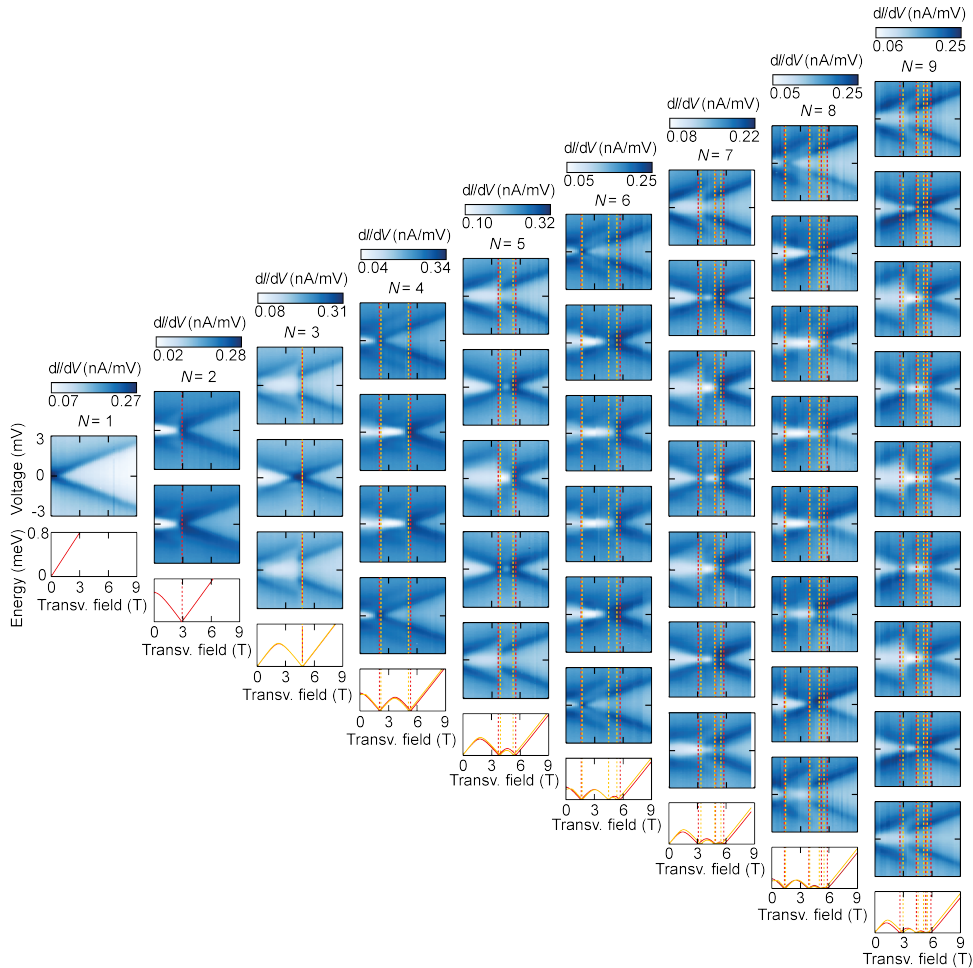 dI/dV (nA/mV)
0.07 0.27
N = 1
Voltage (mV)
3
0
-3
Energy (meV)
0.8
0
0 3 6 9
Transv. field (T)
dI/dV (nA/mV)
0.02 0.28
N = 2
0 3 6 9
Transv. field (T)
dI/dV (nA/mV)
0.08 0.31
N = 3
0 3 6 9
Transv. field (T)
dI/dV (nA/mV)
0.04 0.34
N = 4
0 3 6 9
Transv. field (T)
dI/dV (nA/mV)
0.10 0.32
N = 5
0 3 6 9
Transv. field (T)
dI/dV (nA/mV)
0.05 0.25
N = 6
0 3 6 9
Transv. field (T)
dI/dV (nA/mV)
0.08 0.22
N = 7
0 3 6 9
Transv. field (T)
dI/dV (nA/mV)
0.05 0.25
N = 8
0 3 6 9
Transv. field (T)
dI/dV (nA/mV)
0.06 0.25
N = 9
0 3 6 9
Transv. field (T)